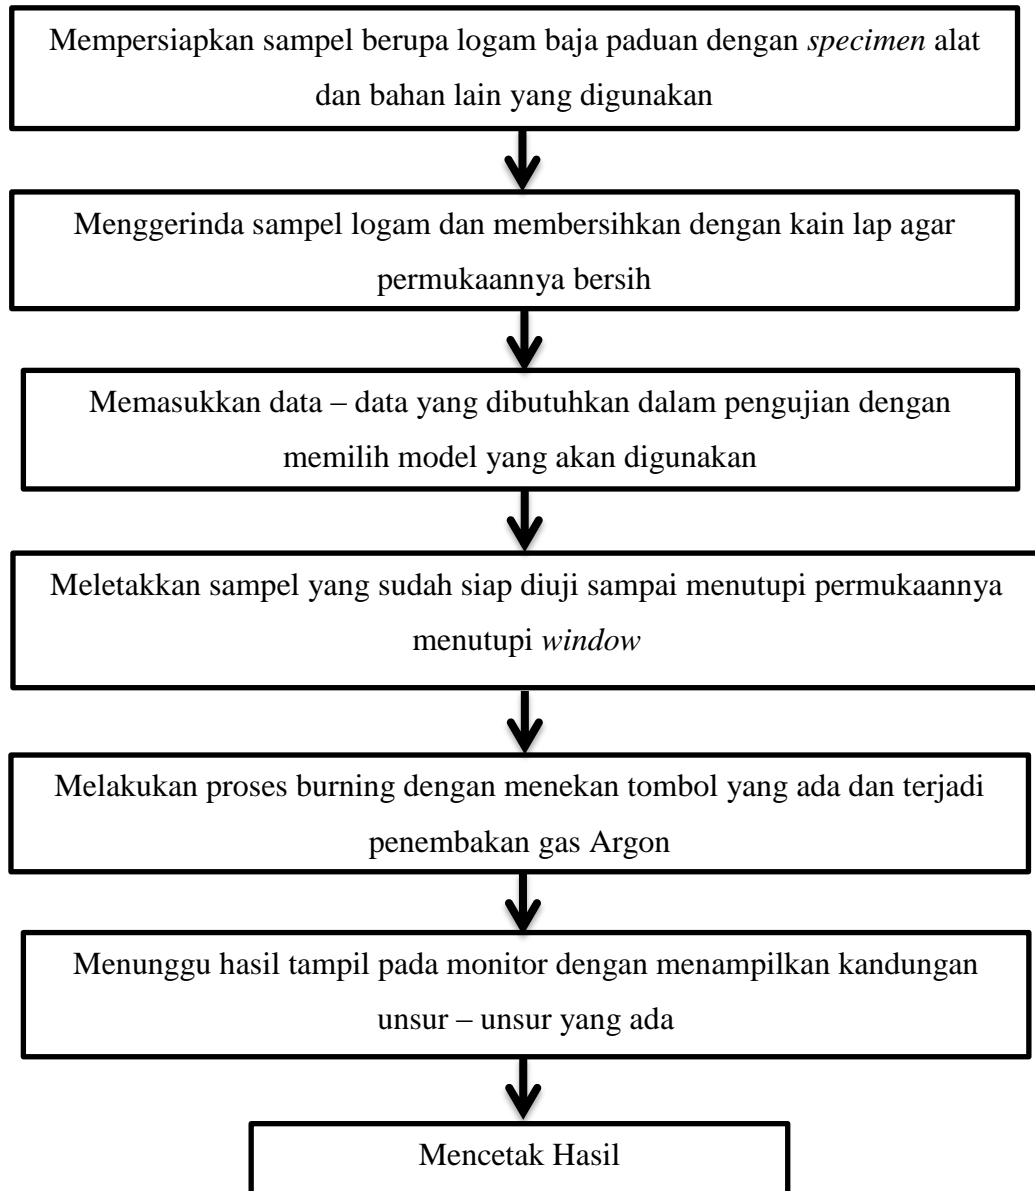 Mempersiapkan sampel berupa logam baja paduan dengan specimen alat
dan bahan lain yang digunakan
Menggerinda sampel logam dan membersihkan dengan kain lap agar
permukaannya bersih
Memasukkan data – data yang dibutuhkan dalam pengujian dengan
memilih model yang akan digunakan
Meletakkan sampel yang sudah siap diuji sampai menutupi permukaannya
menutupi window
Melakukan proses burning dengan menekan tombol yang ada dan terjadi
penembakan gas Argon
Menunggu hasil tampil pada monitor dengan menampilkan kandungan
unsur – unsur yang ada
Mencetak Hasil